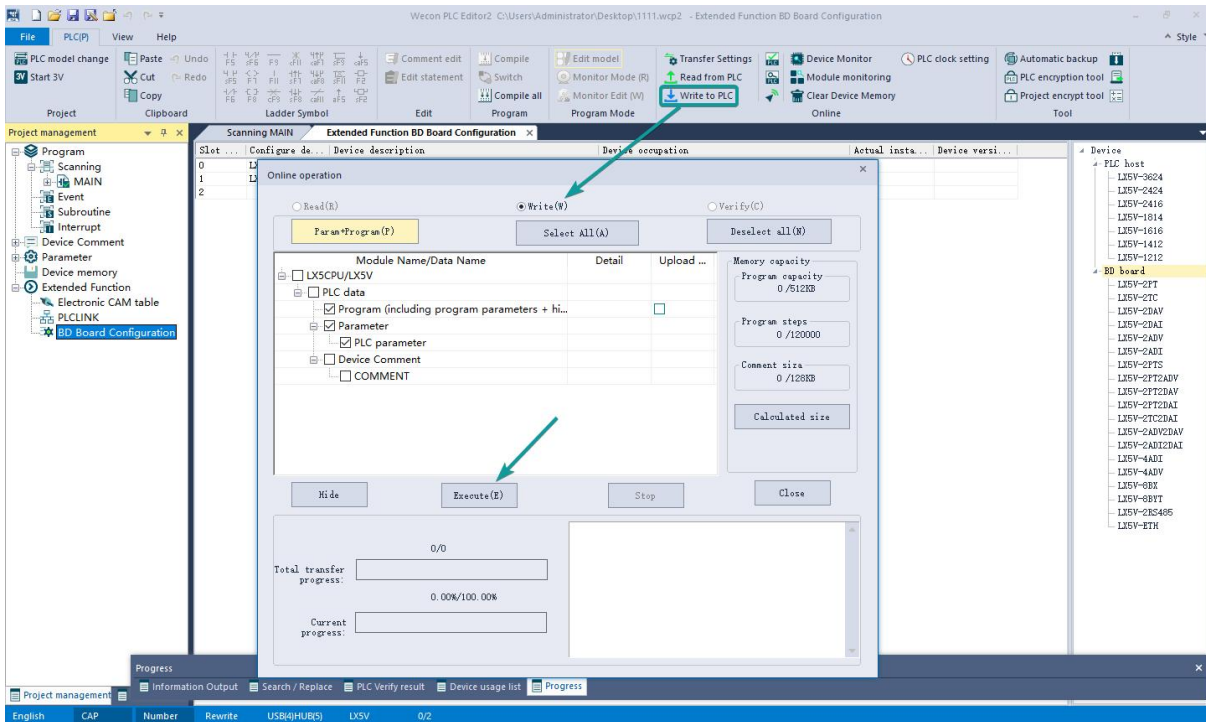 Wecon PLC Editor2 C:\Users\Administrator\Desktop\1111.wcp2 - Extended Function BD Board Configuration
File PLC(P) View Help
Style
PLC model change Paste Undo
Start 3V Cut Redo
Copy
Comment edit
Edit statement
Compile
Switch
Compile all
Edit model
Monitor Mode (R)
Monitor Edit (W)
Transfer Settings
Read from PLC
Write to PLC
Device Monitor
Module monitoring
Clear Device Memory
PLC clock setting
Automatic backup
PLC encryption tool
Project encrypt tool
Project Clipboard Ladder Symbol Edit Program Program Mode Online Tool
Project management
Scanning MAIN Extended Function BD Board Configuration
Program
Scanning
MAIN
Event
Subroutine
Interrupt
Device Comment
Parameter
Device memory
Extended Function
Electronic CAM table
PLCLINK
BD Board Configuration
Slot ... Configure de... Device description Device occupation Actual insta... Device versi...
0
1
2
Online operation
Read(R) Write(W) Verify(C)
Param+Program(P) Select All(A) Deselect all(N)
Module Name/Data Name Detail Upload ...
LX5CPU/LX5V
PLC data
Program (including program parameters + hi...
Parameter
PLC parameter
Device Comment
COMMENT
Memory capacity
Program capacity
0 /512KB
Program steps
0 /120000
Comment size
0 /128KB
Calculated size
Hide Execute(E) Stop Close
0/0
Total transfer
progress:
0.00%/100.00%
Current
progress:
Device
PLC host
LX5V-3624
LX5V-2424
LX5V-2416
LX5V-1814
LX5V-1616
LX5V-1412
LX5V-1212
BD board
LX5V-2PT
LX5V-2TC
LX5V-2DAV
LX5V-2DAI
LX5V-2ADV
LX5V-2ADI
LX5V-2PTS
LX5V-2PT2ADV
LX5V-2PT2DAV
LX5V-2PT2DAI
LX5V-2TC2DAI
LX5V-2ADV2DAV
LX5V-2ADI2DAI
LX5V-4ADI
LX5V-4ADV
LX5V-8BX
LX5V-8BYT
LX5V-2RS485
LX5V-ETH
Progress
Project management
Information Output Search / Replace PLC Verify result Device usage list Progress
English CAP Number Rewrite USB(4)HUB(5) LX5V 0/2